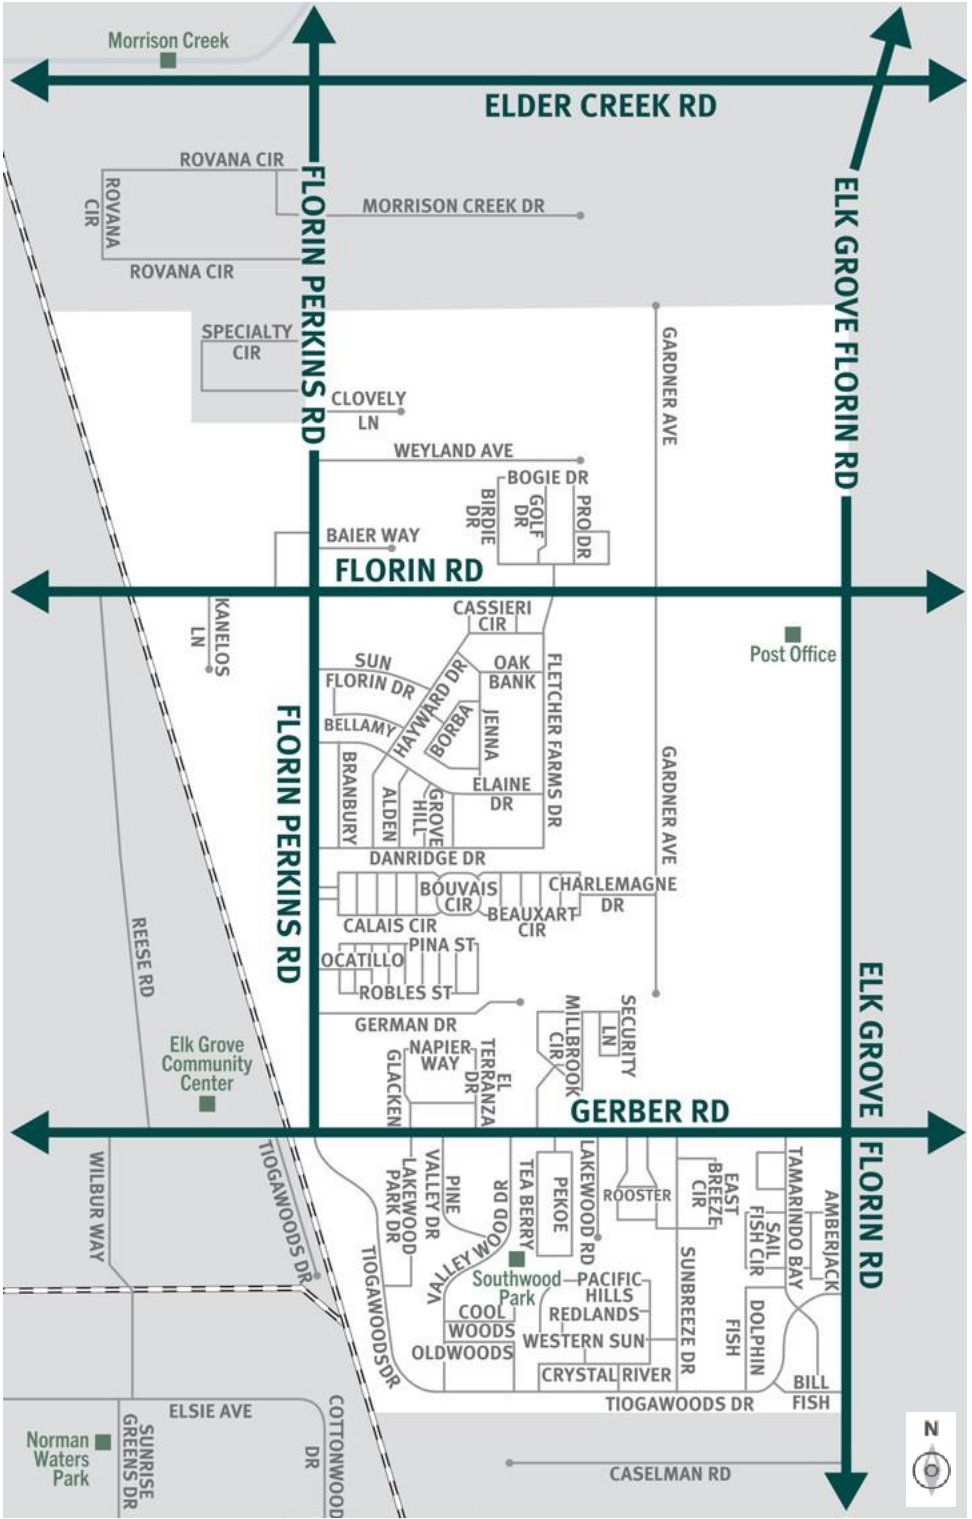 Morrison Creek
ELDER CREEK RD
ROVANA CIR
ROVANA
CIR
FLORIN PERKINS RD
MORRISON CREEK DR
ELK GROVE FLORIN RD
ROVANA CIR
SPECIALTY
CIR
GARDNER AVE
CLOVELY
LN
WEYLAND AVE
BOGIE DR
BIRDIE
DR
GOLF
DR
PRO DR
BAIER WAY
FLORIN RD
KANELOS
LN
CASSIERI
CIR
Post Office
SUN
FLORIN DR
HAYWARD DR
OAK
BANK
FLETCHER FARMS DR
BELLAMY
BORBA
JENNA
FLORIN PERKINS RD
BRANBURY
ALDEN
GROVE
HILL
ELAINE
DR
GARDNER AVE
DANRIDGE DR
BOUVAIS
CIR
CHARLEMAGNE
DR
CALAIS CIR
BEAUXART
CIR
REESE RD
PINA ST
OCATILLO
ROBLES ST
ELK GROVE FLORIN RD
GERMAN DR
MILLBROOK
CIR
SECURITY
LN
Elk Grove
Community
Center
NAPIER
WAY
GLACKEN
EL
TERRANZA
DR
GERBER RD
WILBUR WAY
TIOGAWOODS DR
LAKEWOOD
PARK DR
PINE
VALLEY DR
VALLEY WOOD DR
TEA BERRY
PEKOE
LAKEWOOD RD
ROOSTER
EAST
BREEZE
CIR
TAMARINDO BAY
SAIL
FISH CIR
AMBERJACK
TIOGAWOODS DR
Southwood
Park
PACIFIC
HILLS
REDLANDS
SUNBREEZE DR
COOL
WOODS
WESTERN SUN
OLDWOODS
DOLPHIN
FISH
CRYSTAL RIVER
BILL
FISH
TIOGAWOODS DR
ELSIE AVE
COTTONWOOD
DR
Norman
Waters
Park
SUNRISE
GREENS DR
CASELMAN RD
N